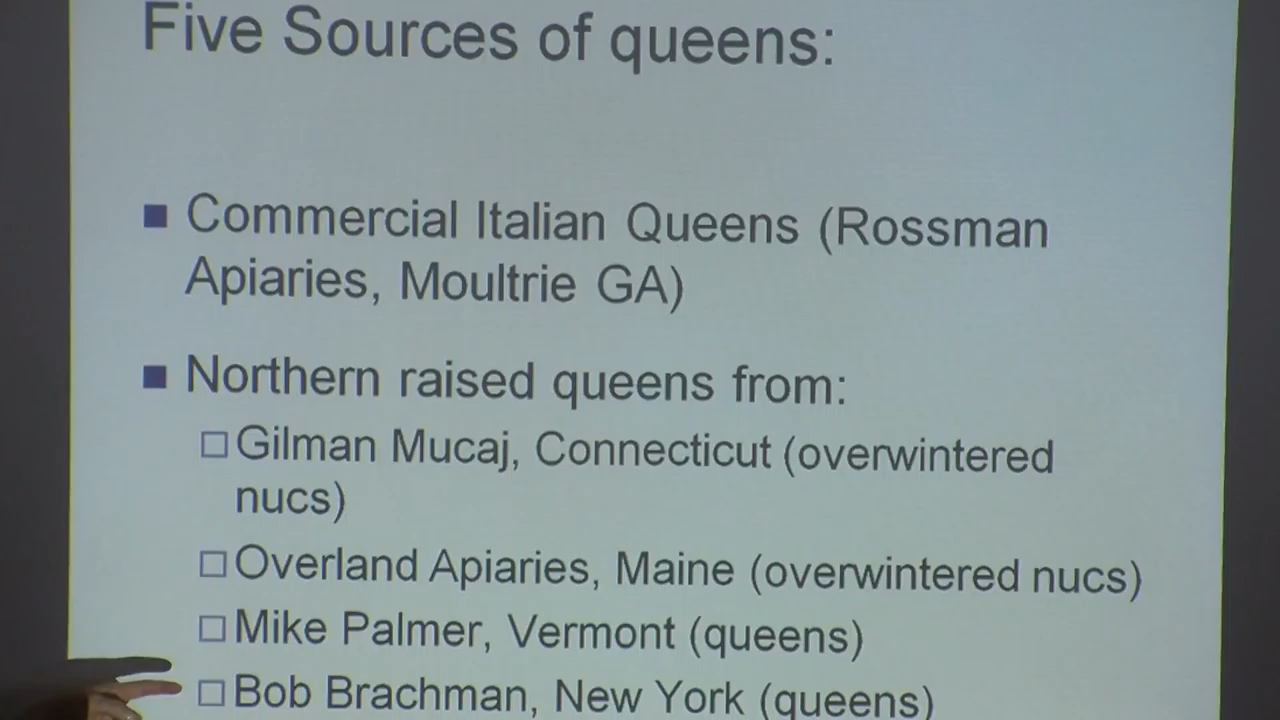 Five Sources of queens:
Commercial Italian Queens (Rossman
Apiaries, Moultrie GA)
Northern raised queens from:
Gilman Mucaj, Connecticut (overwintered
nucs)
Overland Apiaries, Maine (overwintered nucs)
Mike Palmer, Vermont (queens)
Bob Brachman, New York (queens)